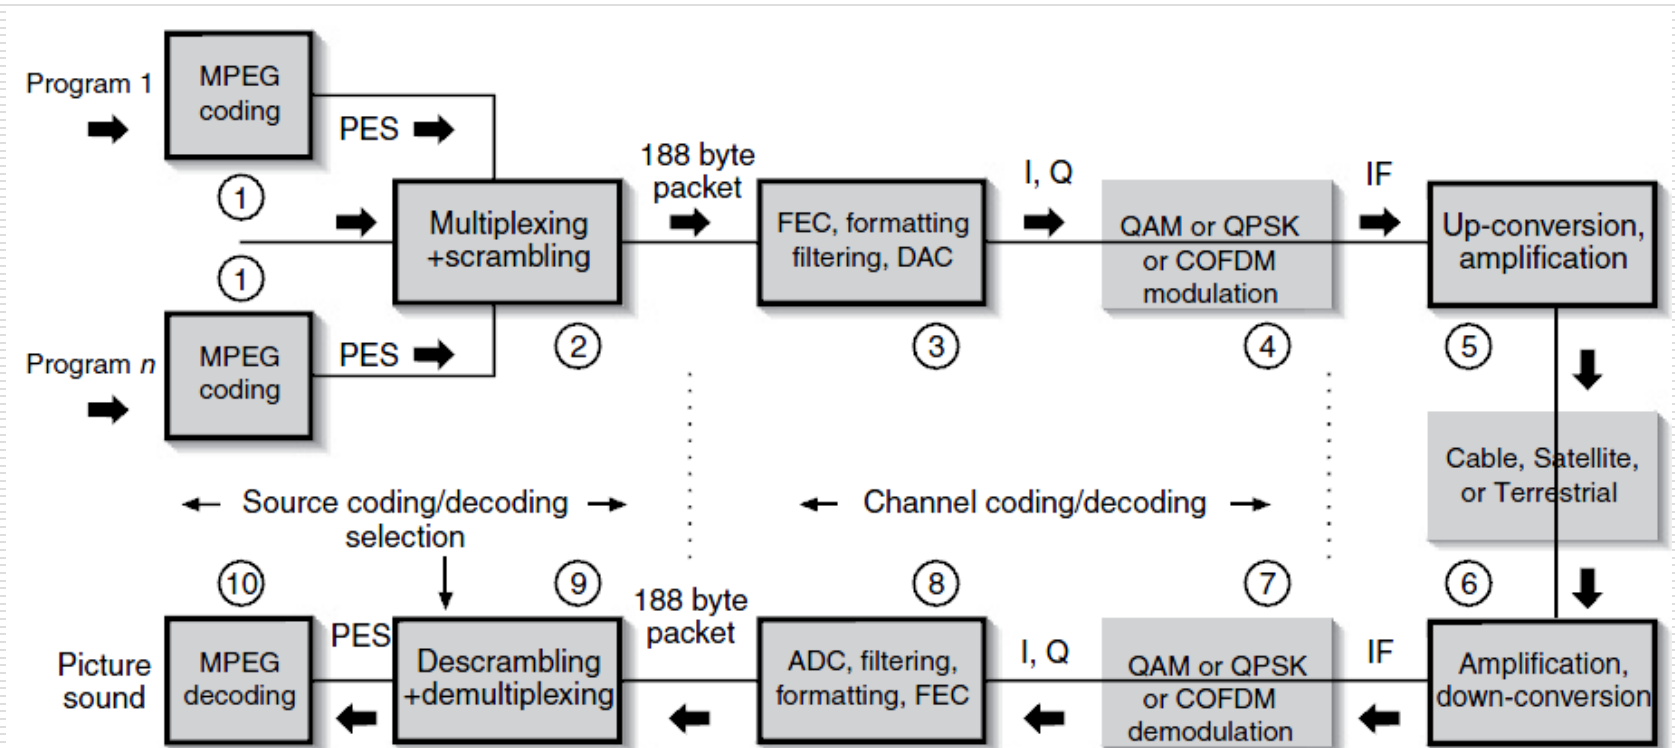 Program 1
MPEG
coding
PES
1
188 byte
packet
I, Q
IF
Multiplexing
+scrambling
FEC, formatting
filtering, DAC
QAM or QPSK
or COFDM
modulation
Up-conversion,
amplification
1
2
3
4
5
Program n
MPEG
coding
PES
Cable, Satellite,
or Terrestrial
Source coding/decoding
selection
Channel coding/decoding
10
9
8
7
6
188 byte
packet
Picture
sound
MPEG
decoding
PES
Descrambling
+demultiplexing
ADC, filtering,
formatting, FEC
I, Q
QAM or QPSK
or COFDM
demodulation
IF
Amplification,
down-conversion